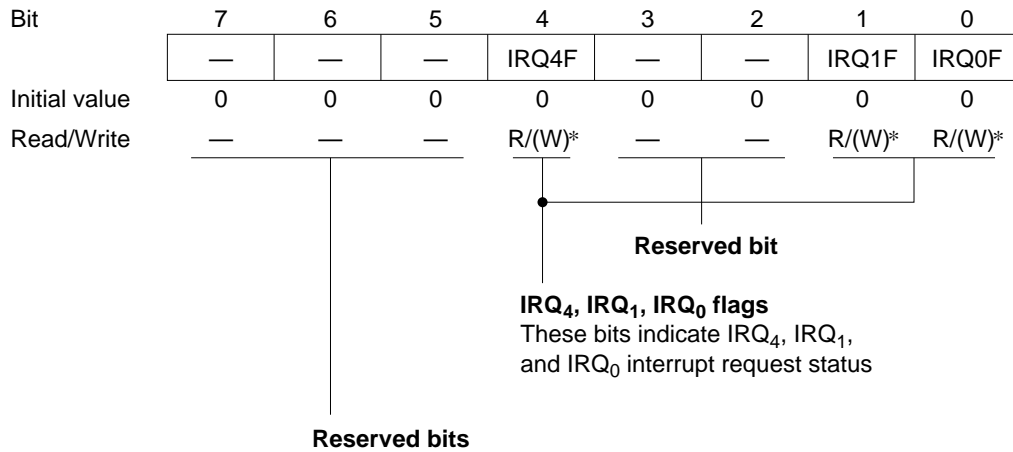 Bit 7 6 5 4 3 2 1 0
— — — IRQ4F — — IRQ1F IRQ0F
Initial value 0 0 0 0 0 0 0 0
Read/Write — — — R/(W)* — — R/(W)* R/(W)*
Reserved bit
IRQ₄, IRQ₁, IRQ₀ flags
These bits indicate IRQ₄, IRQ₁,
and IRQ₀ interrupt request status
Reserved bits